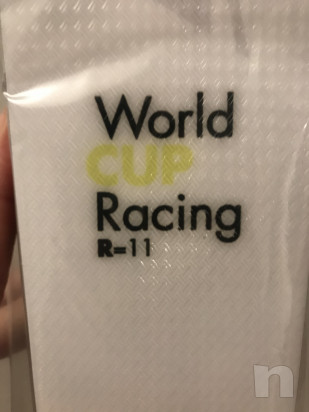 World
CUP
Racing
R=11
n